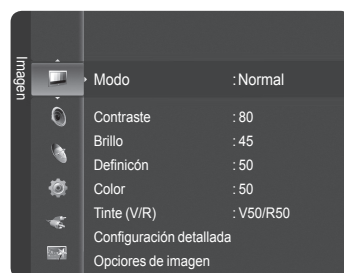 Imagen
Modo :Normal
Contraste : 80
Brillo : 45
Definicón : 50
Color : 50
Tinte (V/R) : V50/R50
Configuración detallada
Opciores de imagen